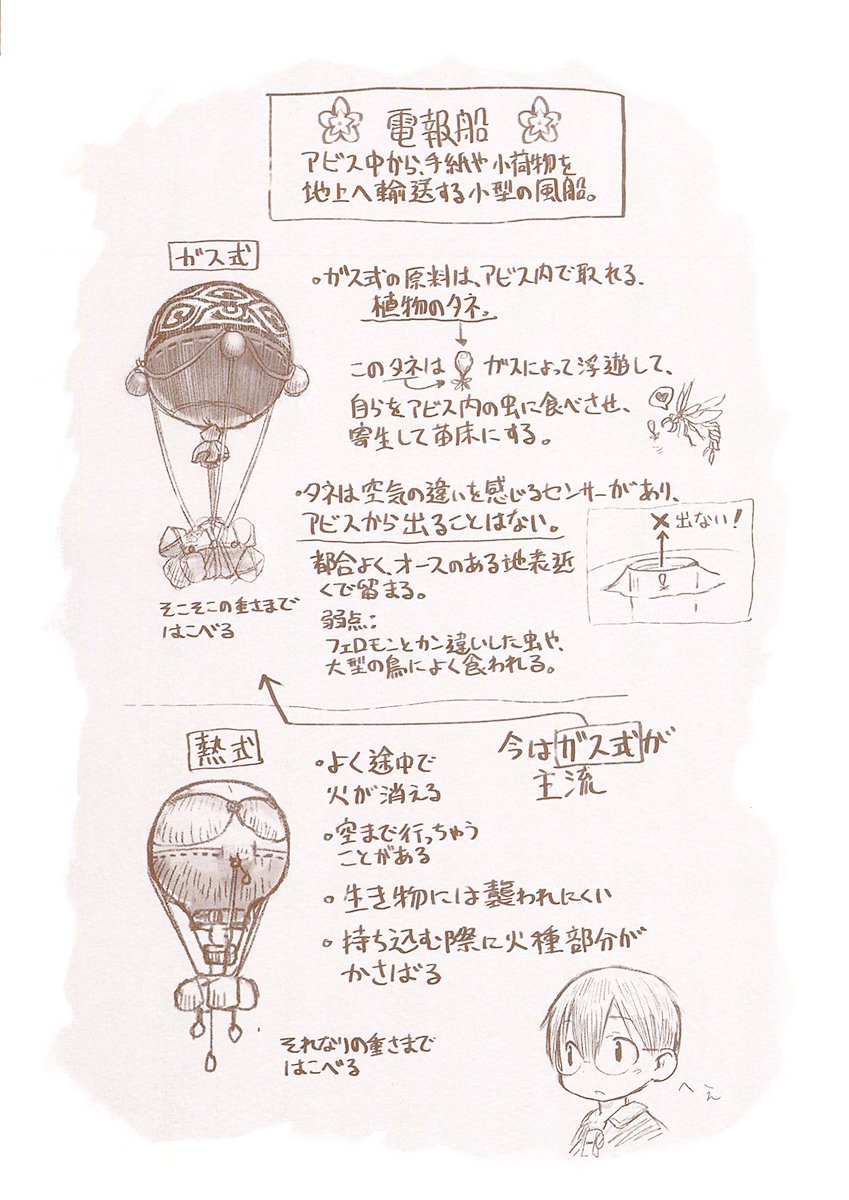 電報船
アビス中から、手紙や小荷物を
地上へ輸送する小型の風船。
ガス式
・ガス式の原料は、アビス内で取れる、
植物のタネ。
このタネは ガスによって浮遊して、
自らをアビス内の虫に食べさせ、
寄生して苗床にする。
・タネは空気の違いを感じるセンサーがあり、
アビスから出ることはない。
×出ない!
都合よく、オースのある地表近
くで留まる。
弱点:
フェロモンとカン違いした虫や、
大型の鳥によく食われる。
そこそこの重さまで
はこべる
今はガス式が
主流
熱式
・よく途中で
火が消える
・空まで行っちゃう
ことがある
・生き物には襲われにくい
・持ち込む際に火種部分が
かさばる
それなりの重さまで
はこべる
へぇ